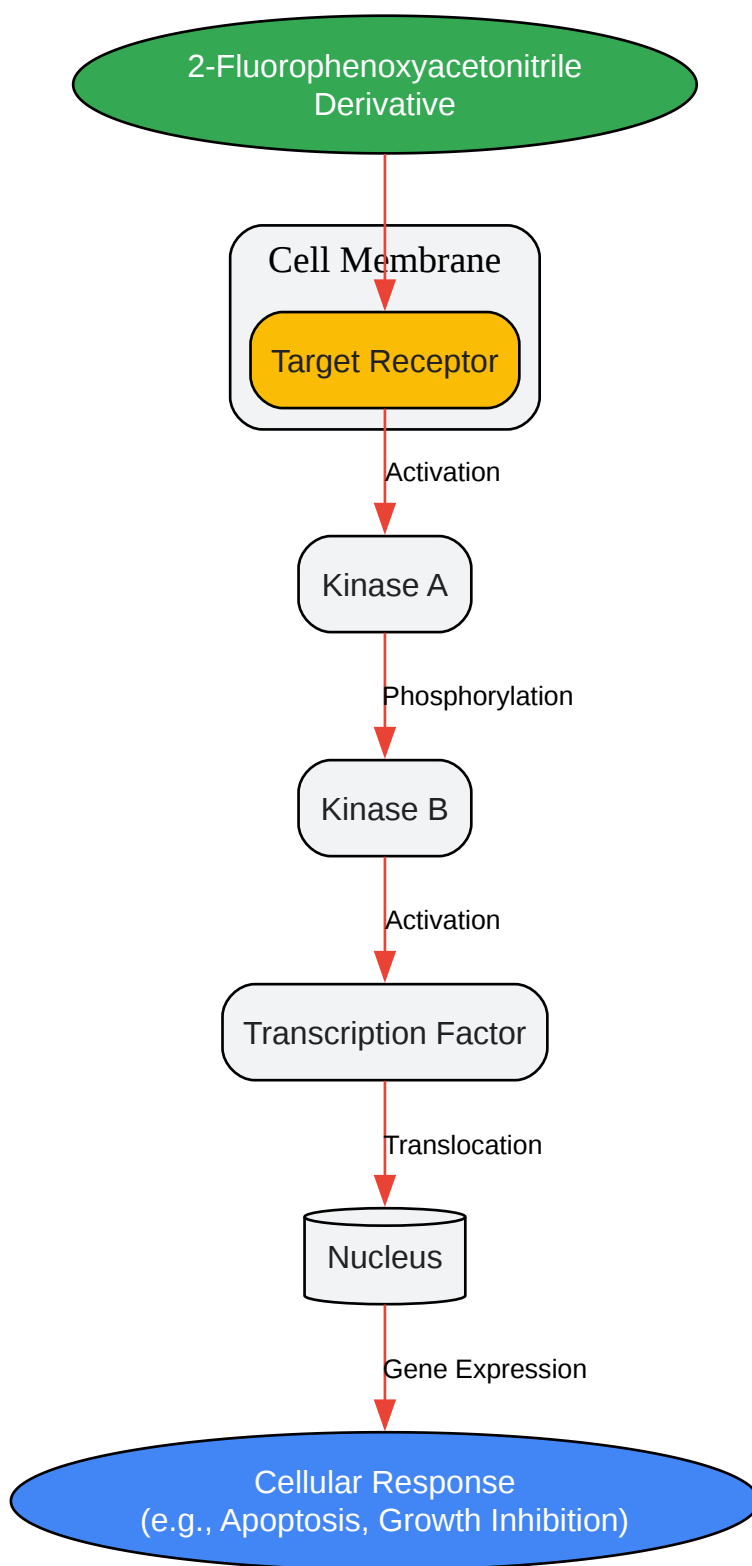 2-Fluorophenoxyacetonitrile
Derivative
Cell Membrane
Target Receptor
Activation
Kinase A
Phosphorylation
Kinase B
Activation
Transcription Factor
Translocation
Nucleus
Gene Expression
Cellular Response
(e.g., Apoptosis, Growth Inhibition)